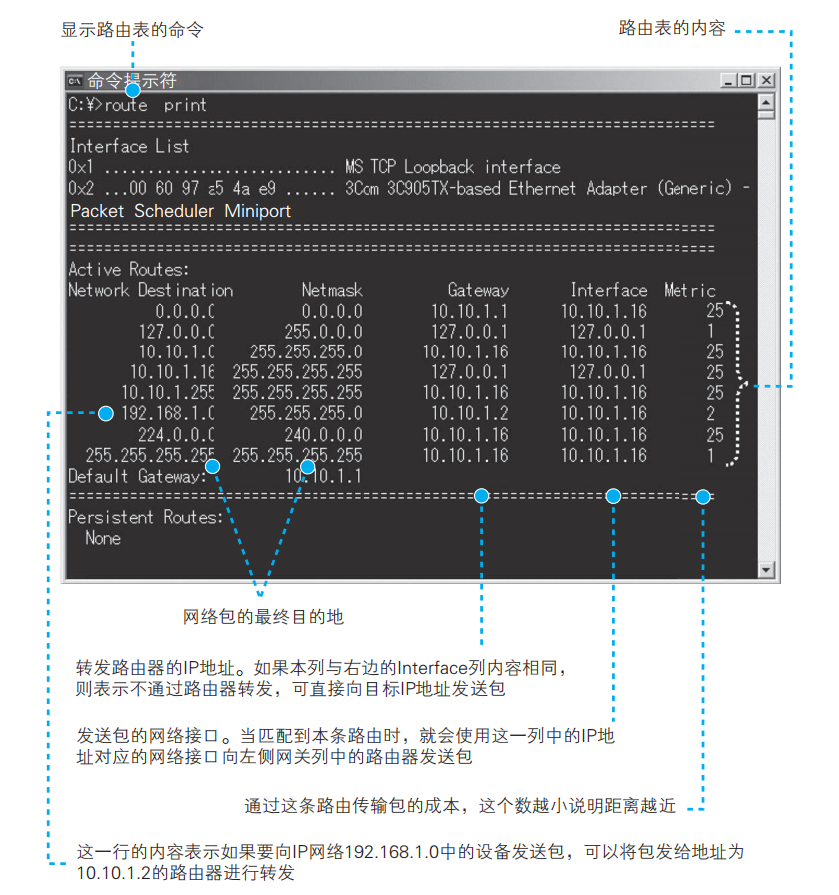 显示路由表的命令
路由表的内容
命令提示符
C:¥>route print
================================================================
Interface List
0x1 ........................... MS TCP Loopback interface
0x2 ...00 60 97 a5 4a e9 ...... 3Com 3C905TX-based Ethernet Adapter (Generic) -
Packet Scheduler Miniport
================================================================
================================================================
Active Routes:
Network Destination Netmask Gateway Interface Metric
0.0.0.0 0.0.0.0 10.10.1.1 10.10.1.16 25
127.0.0.0 255.0.0.0 127.0.0.1 127.0.0.1 1
10.10.1.0 255.255.255.0 10.10.1.16 10.10.1.16 25
10.10.1.16 255.255.255.255 127.0.0.1 127.0.0.1 25
10.10.1.255 255.255.255.255 10.10.1.16 10.10.1.16 25
192.168.1.0 255.255.255.0 10.10.1.2 10.10.1.16 2
224.0.0.0 240.0.0.0 10.10.1.16 10.10.1.16 25
255.255.255.255 255.255.255.255 10.10.1.16 10.10.1.16 1
Default Gateway: 10.10.1.1
================================================================
Persistent Routes:
None
网络包的最终目的地
转发路由器的IP地址。如果本列与右边的Interface列内容相同，
则表示不通过路由器转发，可直接向目标IP地址发送包
发送包的网络接口。当匹配到本条路由时，就会使用这一列中的IP地
址对应的网络接口向左侧网关列中的路由器发送包
通过这条路由传输包的成本，这个数越小说明距离越近
这一行的内容表示如果要向IP网络192.168.1.0中的设备发送包，可以将包发给地址为
10.10.1.2的路由器进行转发